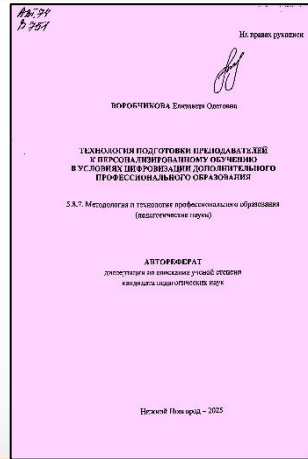 На правах рукописи
ВОРОБЧИКОВА Елизавета Олеговна
ТЕХНОЛОГИЯ ПОДГОТОВКИ ПРЕПОДАВАТЕЛЕЙ
К ПЕРСОНАЛИЗИРОВАННОМУ ОБУЧЕНИЮ
В УСЛОВИЯХ ЦИФРОВИЗАЦИИ ДОПОЛНИТЕЛЬНОГО
ПРОФЕССИОНАЛЬНОГО ОБРАЗОВАНИЯ
5.8.7. Методология и технология профессионального образования
(педагогические науки)
АВТОРЕФЕРАТ
диссертации на соискание ученой степени
кандидата педагогических наук
Нижний Новгород – 2025